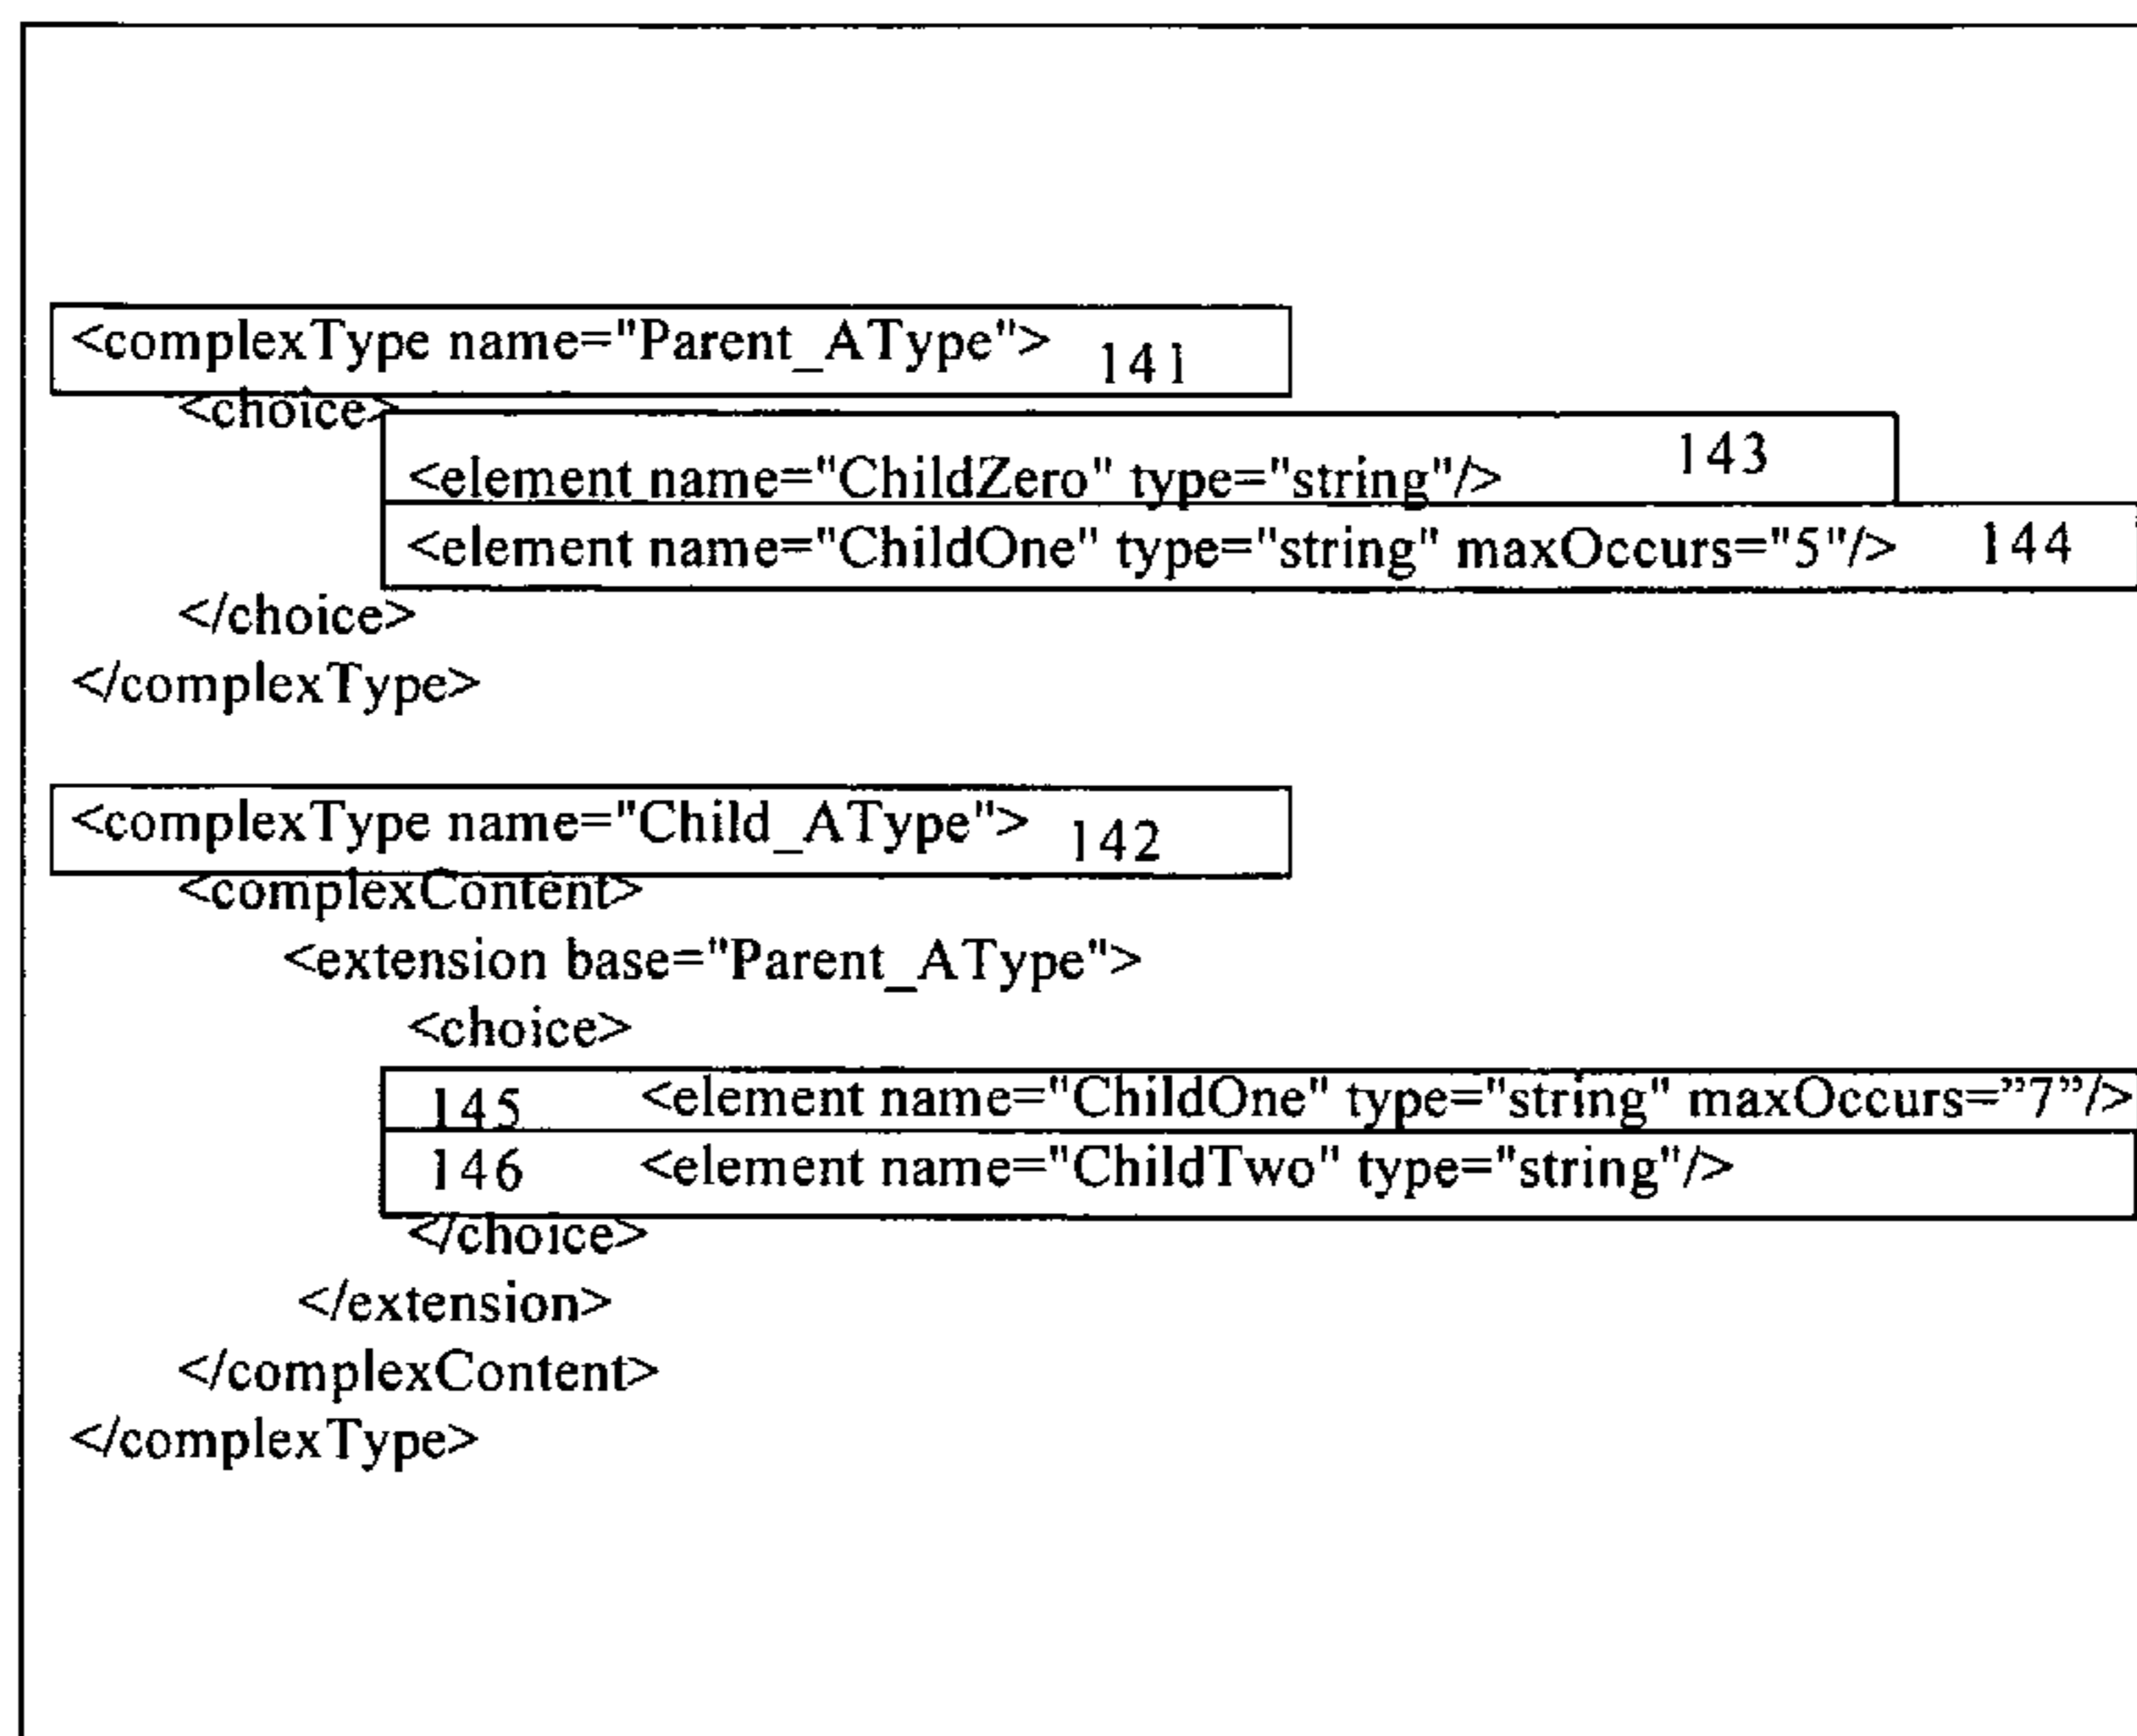 <complexType name="Parent_AType"> 141
<choice>
<element name="ChildZero" type="string"/> 143
<element name="ChildOne" type="string" maxOccurs="5"/> 144
</choice>
</complexType>
<complexType name="Child_AType"> 142
<complexContent>
<extension base="Parent_AType">
<choice>
145 <element name="ChildOne" type="string" maxOccurs=”7”/>
146 <element name="ChildTwo" type="string"/>
</choice>
</extension>
</complexContent>
</complexType>